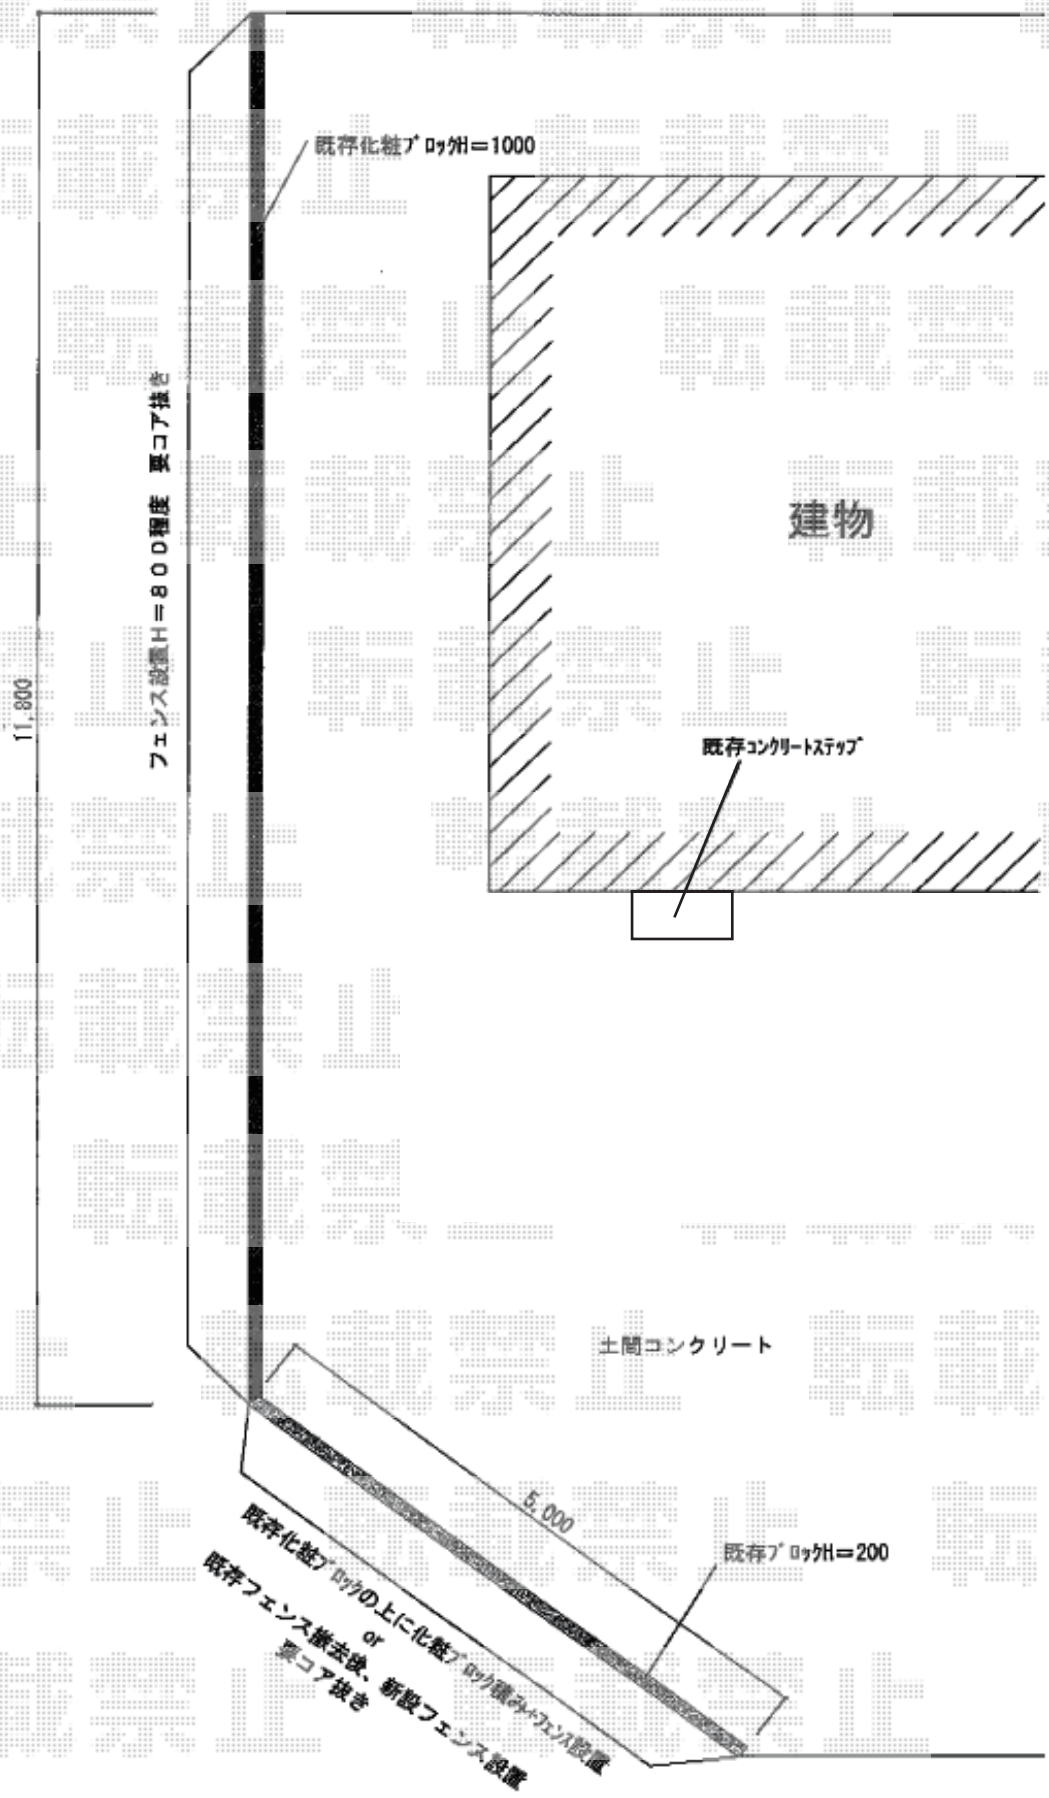 既存化粧ブロックH=1000
フェンス設置H=800程度 要コア抜き
11,800
建物
既存コンクリートステップ
土間コンクリート
5,000
既存ブロックH=200
既存化粧ブロックの上に化粧ブロック積み+フェンス設置
or
既存フェンス撤去後、新設フェンス設置
要コア抜き
転載禁止